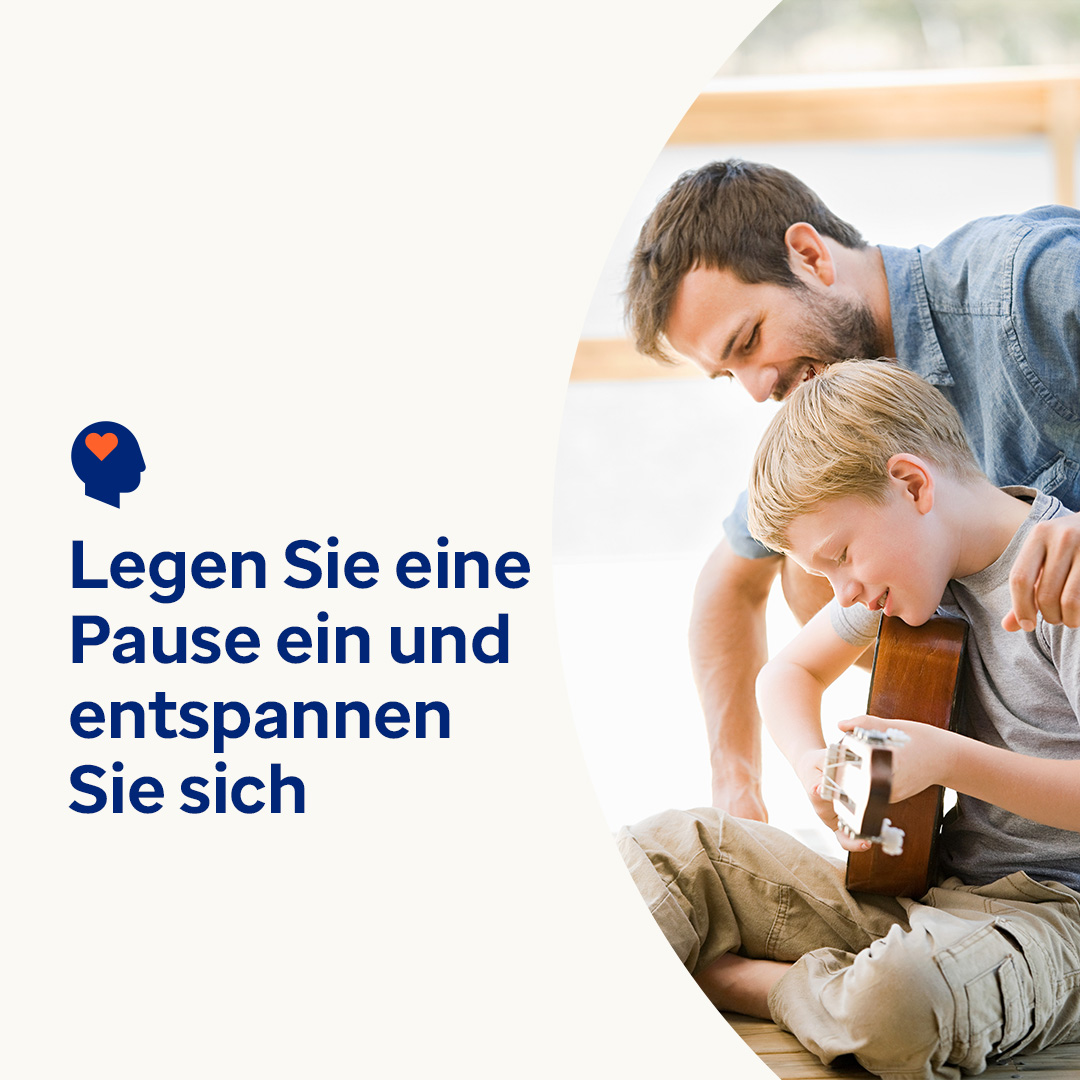 Legen Sie eine
Pause ein und
entspannen
Sie sich